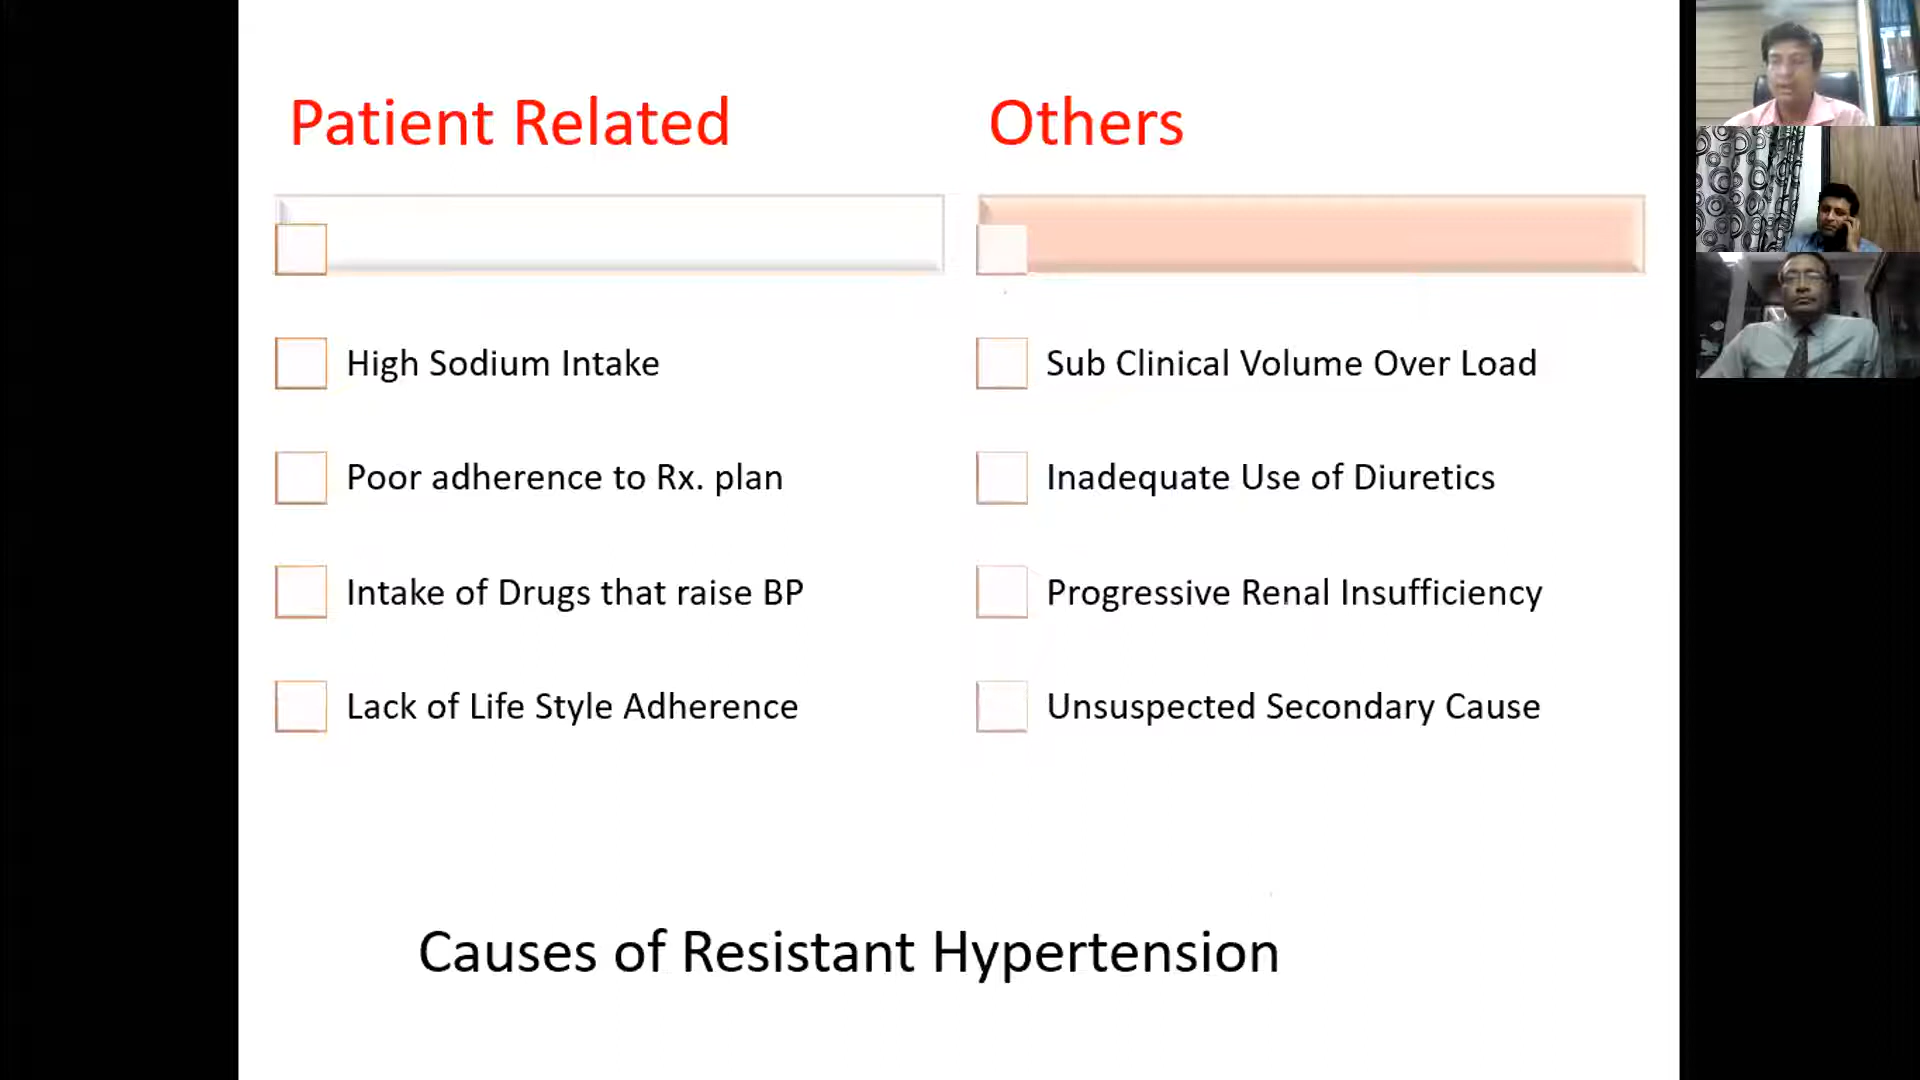 Patient Related
High Sodium Intake
Poor adherence to Rx. plan
Intake of Drugs that raise BP
Lack of Life Style Adherence
Others
Sub Clinical Volume Over Load
Inadequate Use of Diuretics
Progressive Renal Insufficiency
Unsuspected Secondary Cause
Causes of Resistant Hypertension